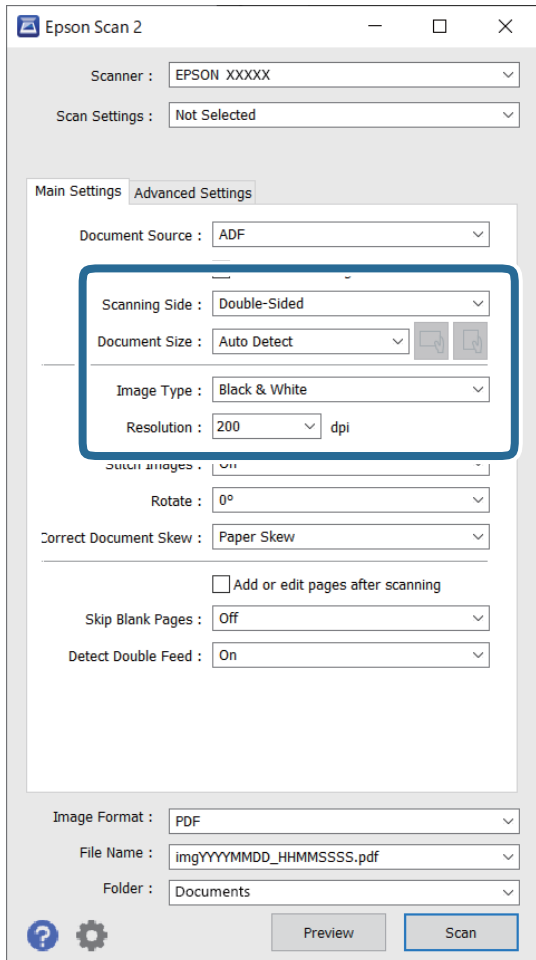 Epson Scan 2
Scanner : EPSON XXXXX
Scan Settings : Not Selected
Main Settings Advanced Settings
Document Source : ADF
Scanning Side : Double-Sided
Document Size : Auto Detect
Image Type : Black & White
Resolution : 200 dpi
Stitch Images : Off
Rotate : 0°
Correct Document Skew : Paper Skew
Add or edit pages after scanning
Skip Blank Pages : Off
Detect Double Feed : On
Image Format : PDF
File Name : imgYYYYMMDD_HHMMSSSS.pdf
Folder : Documents
? Preview Scan